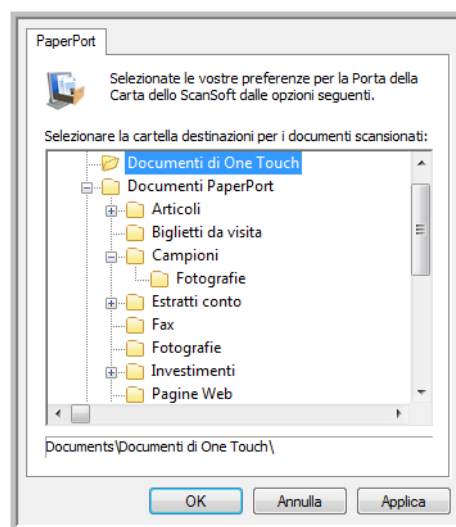 PaperPort
Selezionate le vostre preferenze per la Porta della
Carta dello ScanSoft dalle opzioni seguenti.
Selezionare la cartella destinazioni per i documenti scansionati:
Documenti di One Touch
Documenti PaperPort
Articoli
Biglietti da visita
Campioni
Fotografie
Estratti conto
Fax
Fotografie
Investimenti
Pagine Web
Documents\Documenti di One Touch\
OK
Annulla
Applica